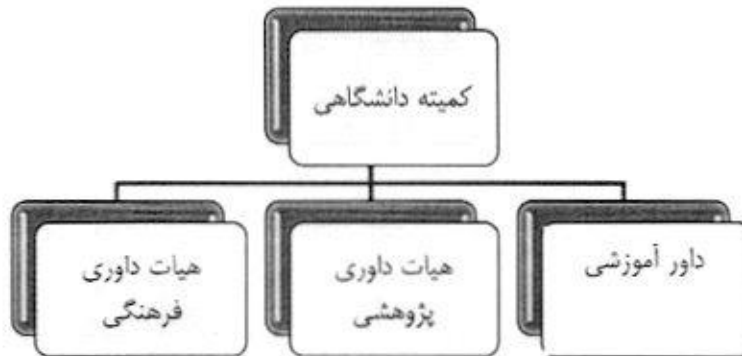 کمیته دانشگاهی
داور آموزشی
هیات داوری
پژوهشی
هیات داوری
فرهنگی